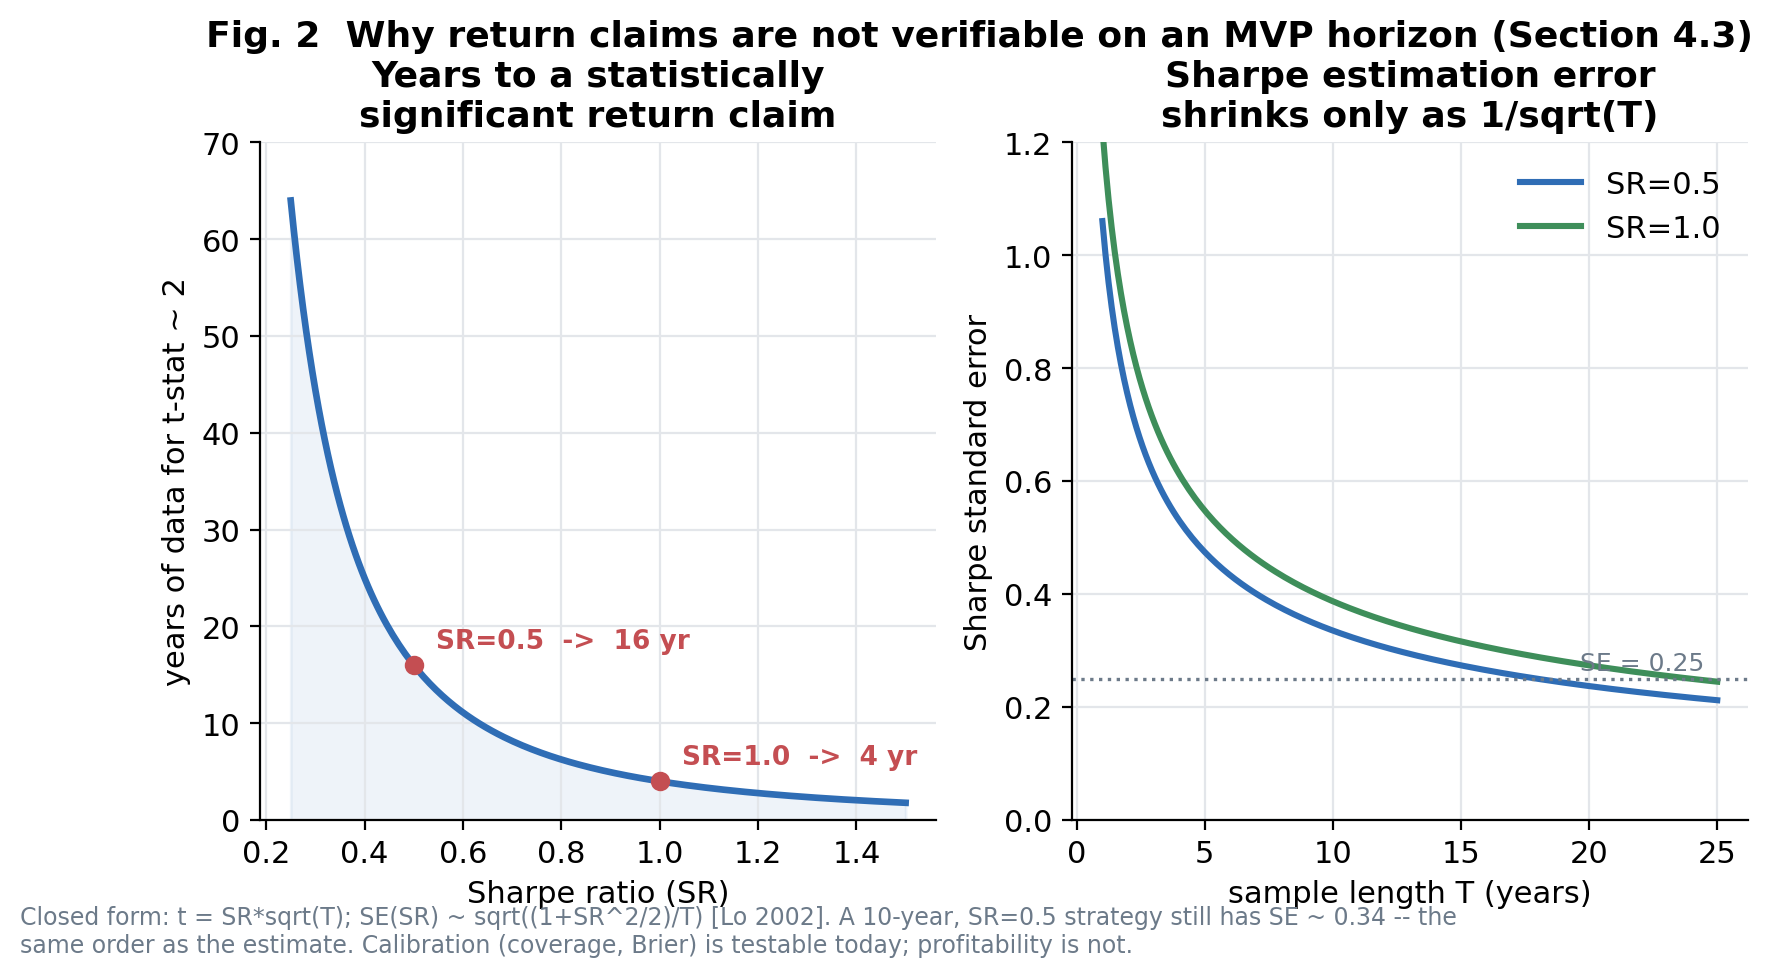 Fig. 2  Why return claims are not verifiable on an MVP horizon (Section 4.3)
Years to a statistically
significant return claim
years of data for t-stat ~ 2
70
60
50
40
30
20
10
0
SR=0.5  ->  16 yr
SR=1.0  ->  4 yr
0.2 0.4 0.6 0.8 1.0 1.2 1.4
Sharpe ratio (SR)
Sharpe estimation error
shrinks only as 1/sqrt(T)
Sharpe standard error
1.2
1.0
0.8
0.6
0.4
0.2
0.0
SR=0.5
SR=1.0
SE = 0.25
0 5 10 15 20 25
sample length T (years)
Closed form: t = SR*sqrt(T); SE(SR) ~ sqrt((1+SR^2/2)/T) [Lo 2002]. A 10-year, SR=0.5 strategy still has SE ~ 0.34 -- the
same order as the estimate. Calibration (coverage, Brier) is testable today; profitability is not.